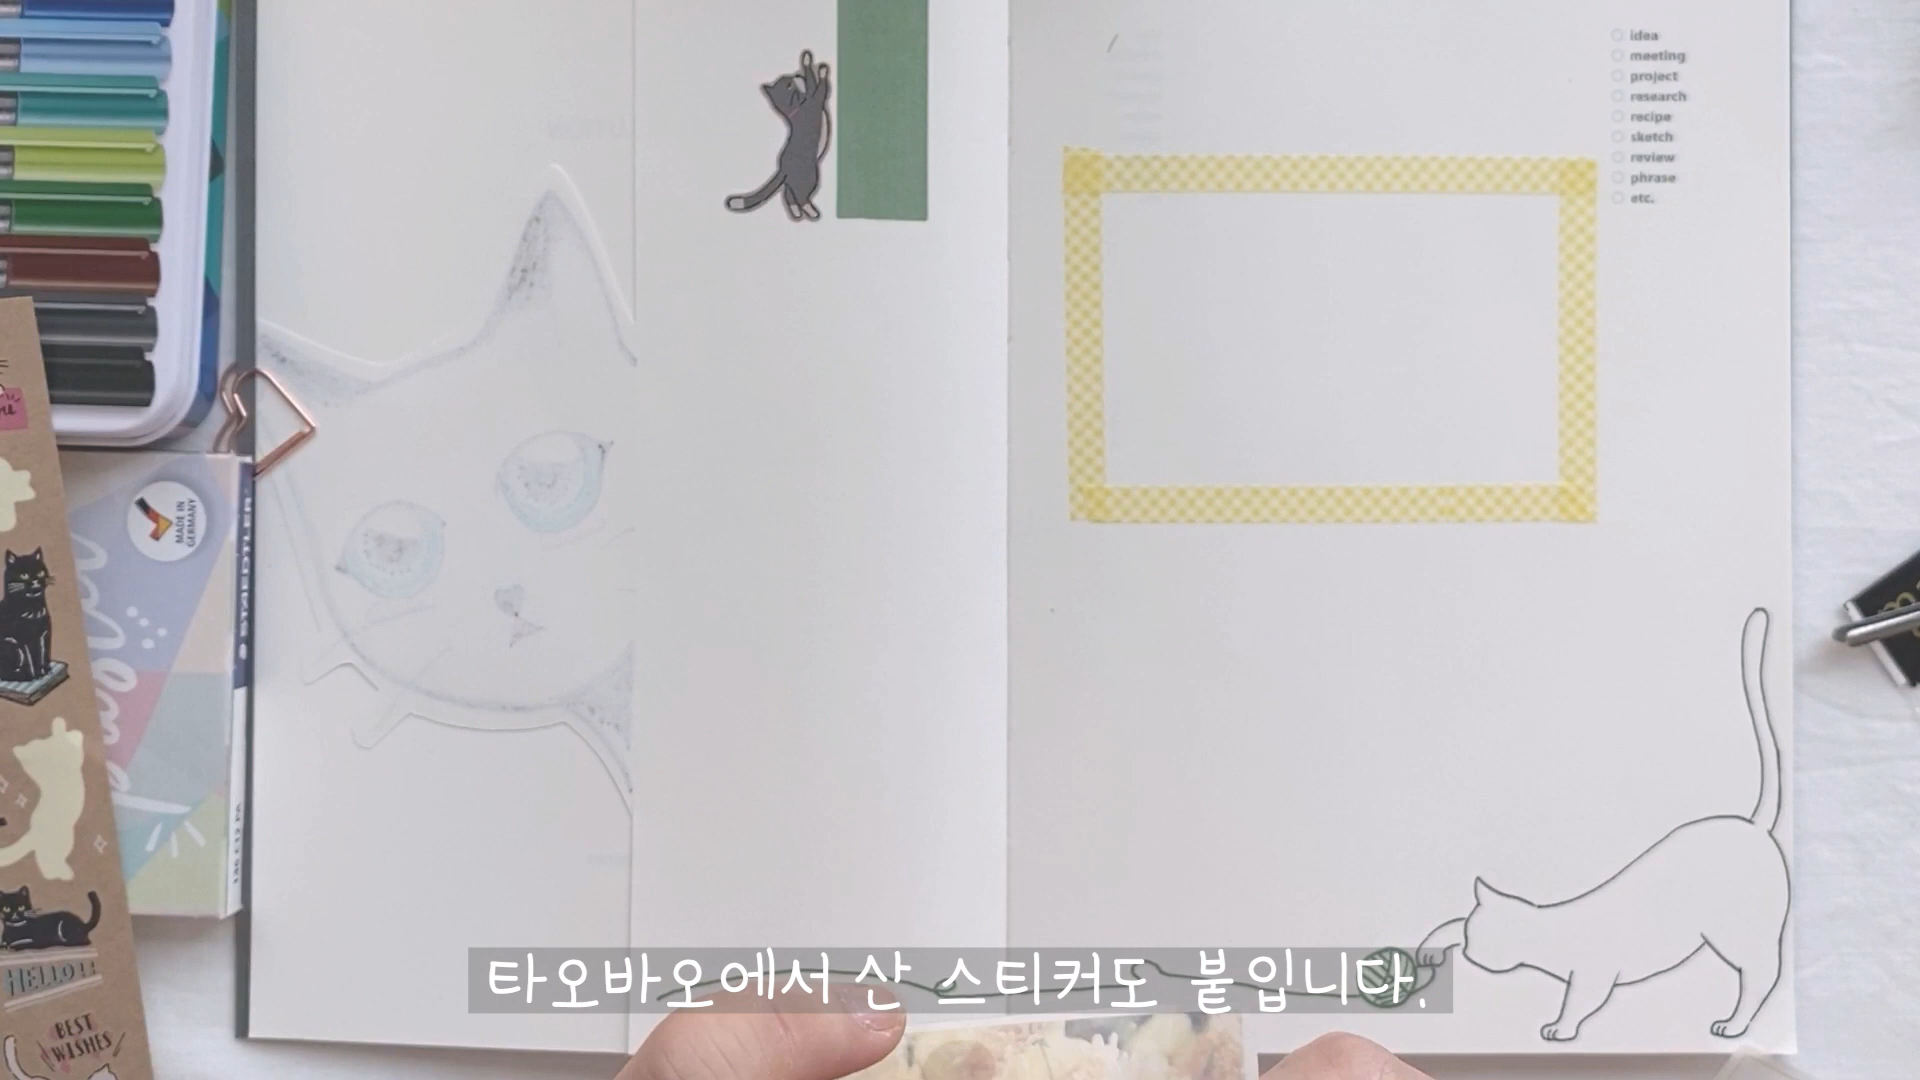 idea
meeting
project
research
recipe
sketch
review
phrase
etc.
MADE IN
GERMANY
STAEDTLER
HELLO!!
BEST
WISHES
타오바오에서 산 스티커도 붙입니다.